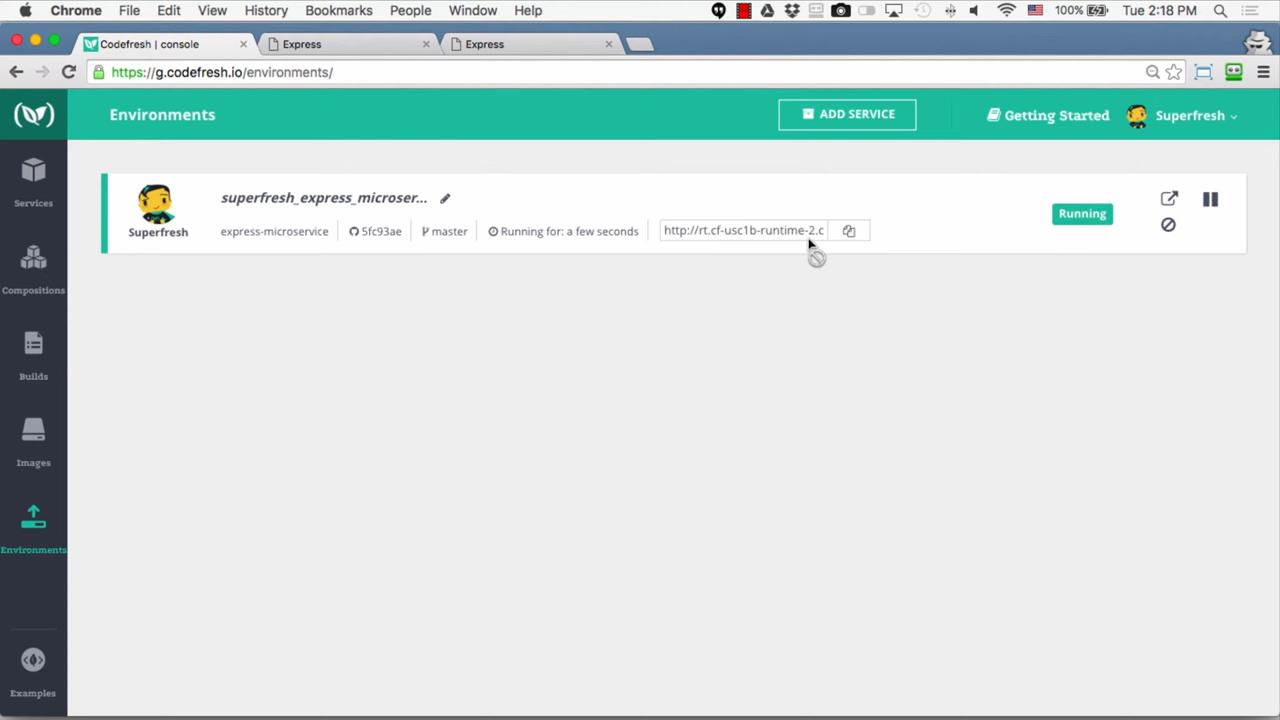 Chrome File Edit View History Bookmarks People Window Help 100% Tue 2:18 PM
Codefresh | console Express Express
https://g.codefresh.io/environments/
Environments ADD SERVICE Getting Started Superfresh
Services
Compositions
Builds
Images
Environments
Examples
superfresh_express_microser...
Superfresh express-microservice 5fc93ae master Running for: a few seconds http://rt.cf-usc1b-runtime-2.c
Running